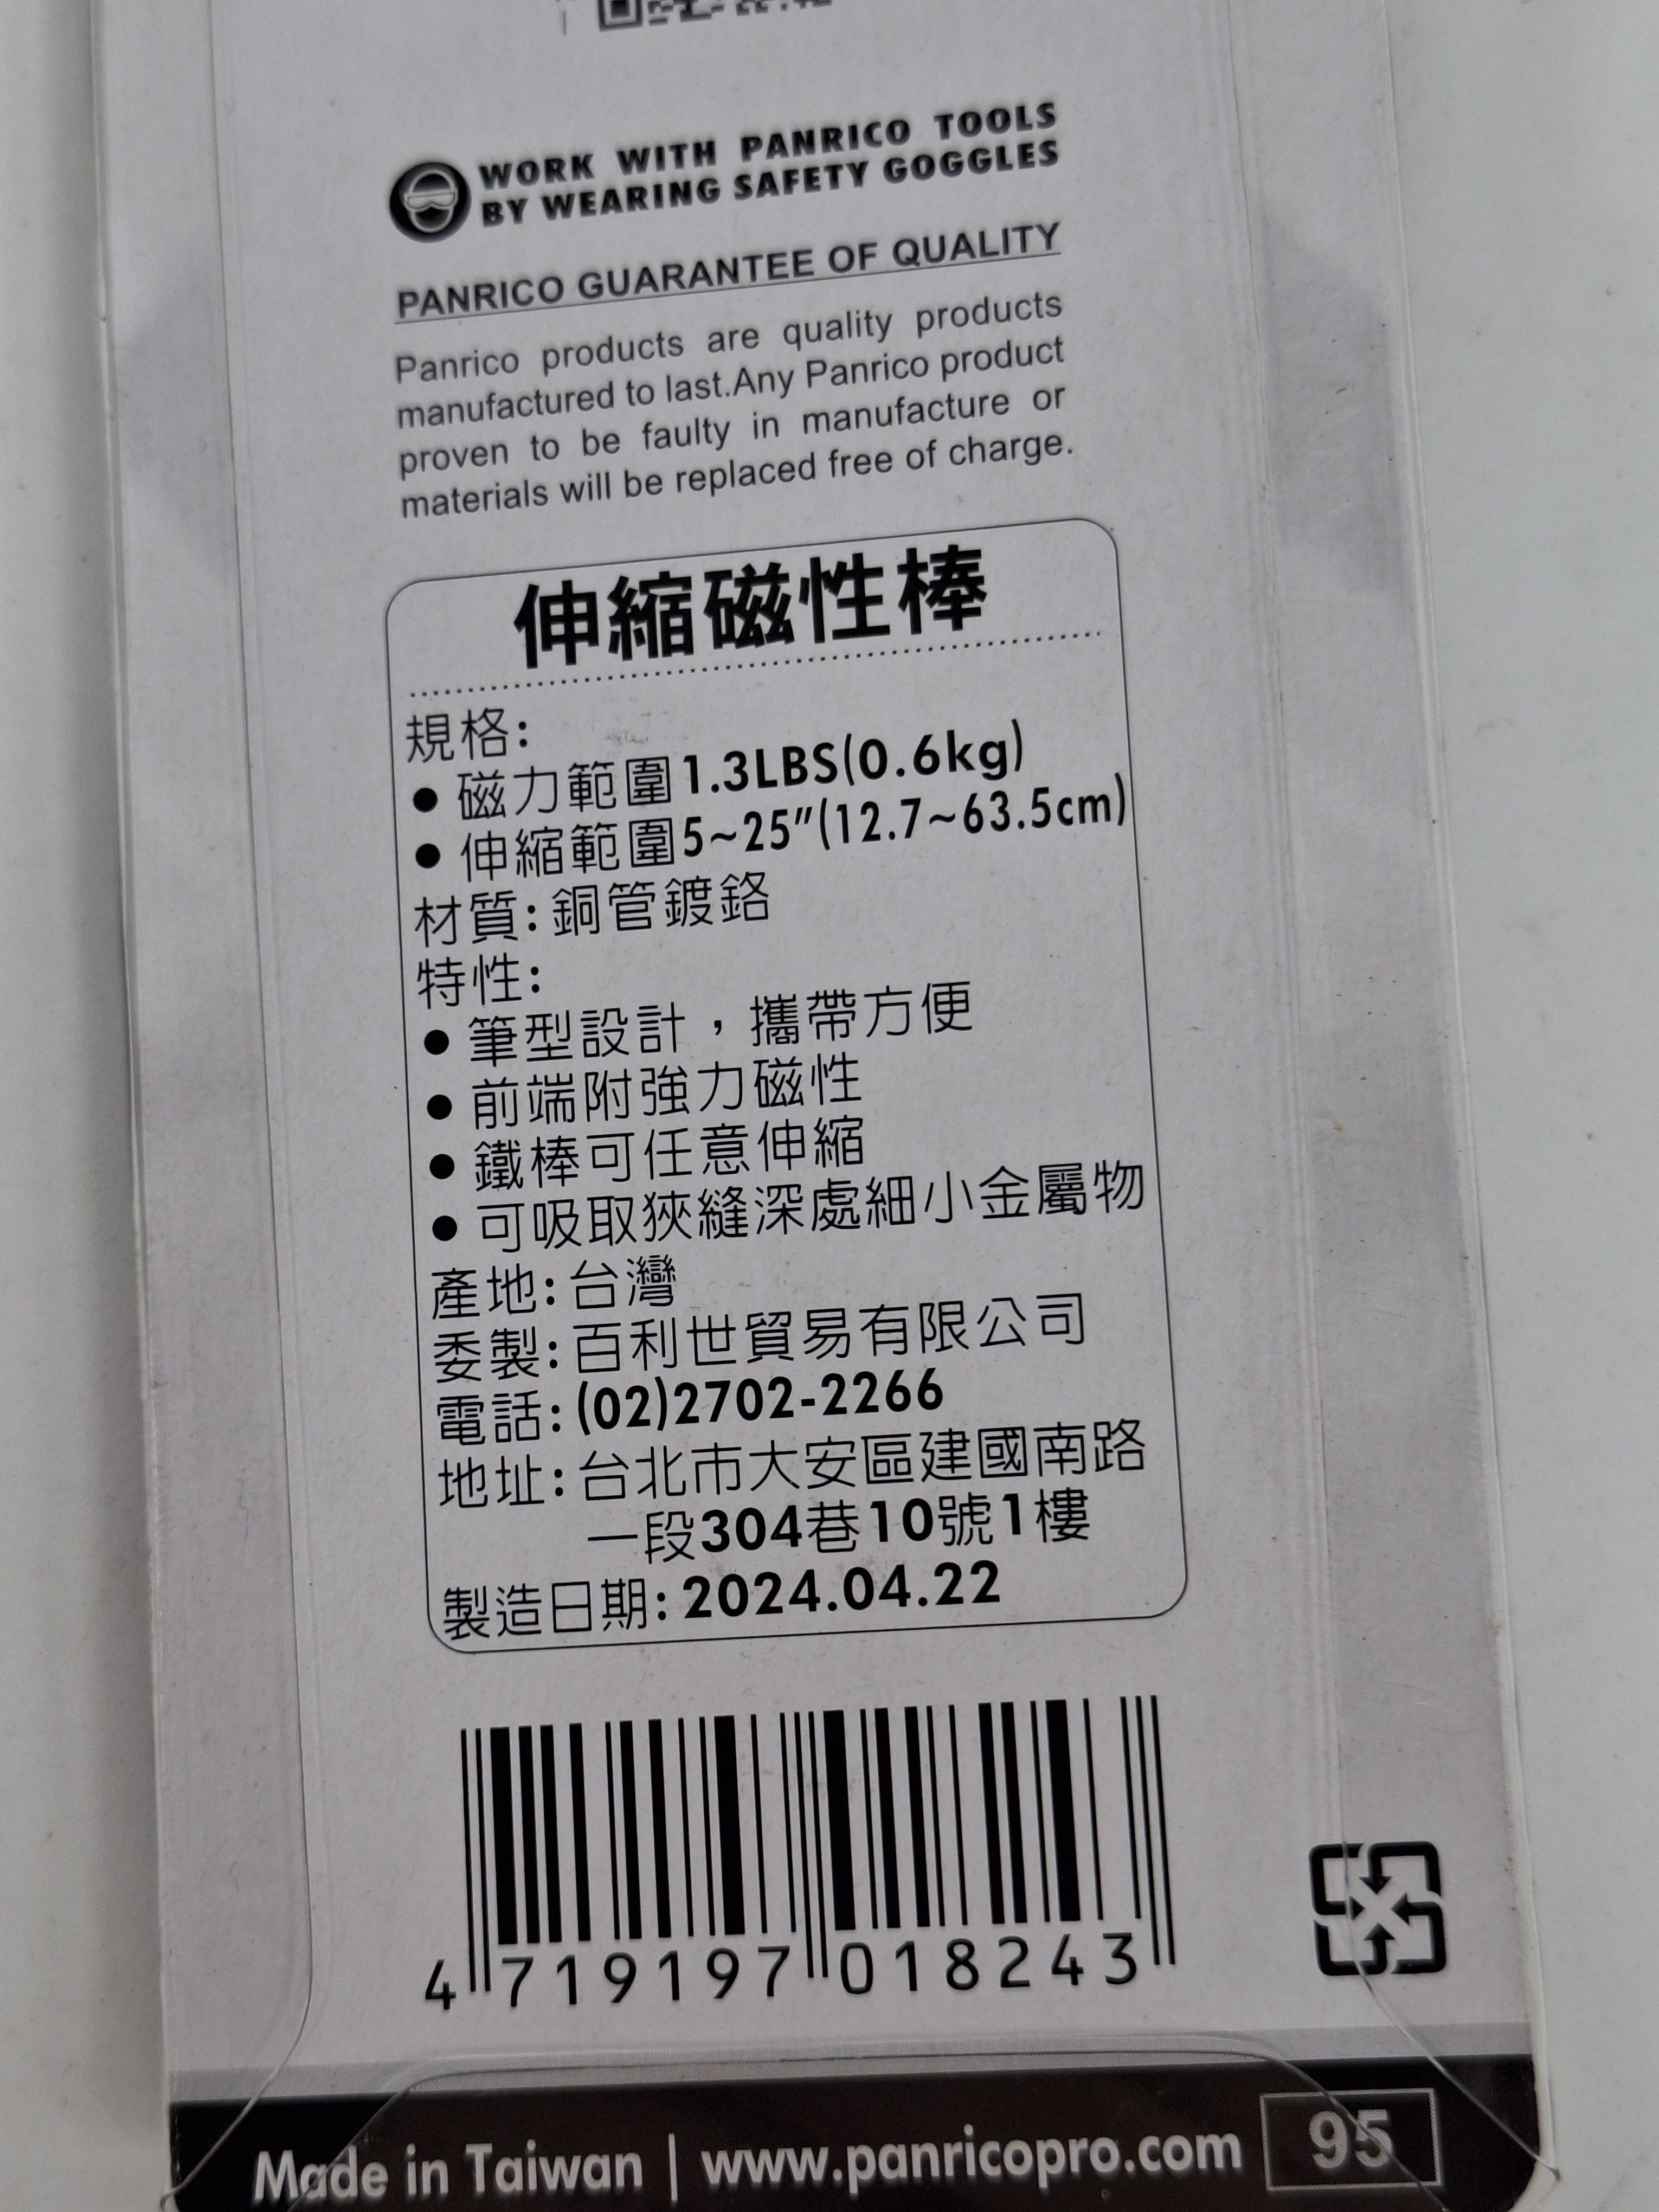 WORK WITH PANRICO TOOLS
BY WEARING SAFETY GOGGLES
PANRICO GUARANTEE OF QUALITY
Panrico products are quality products
manufactured to last.Any Panrico product
proven to be faulty in manufacture or
materials will be replaced free of charge.
伸縮磁性棒
規格:
● 磁力範圍1.3LBS(0.6kg)
● 伸縮範圍5~25"(12.7~63.5cm)
材質:銅管鍍鉻
特性:
● 筆型設計，攜帶方便
● 前端附強力磁性
● 鐵棒可任意伸縮
● 可吸取狹縫深處細小金屬物
產地:台灣
委製:百利世貿易有限公司
電話:(02)2702-2266
地址:台北市大安區建國南路
一段304巷10號1樓
製造日期:2024.04.22
4 719197 018243
Made in Taiwan | www.panricopro.com 95